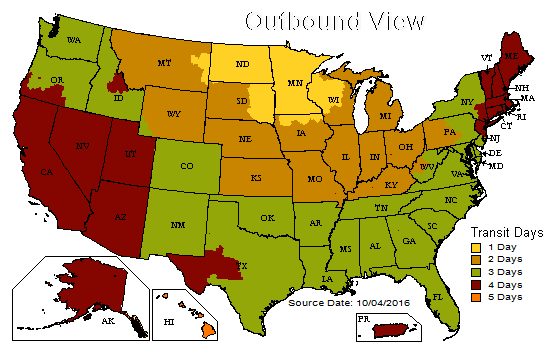 Outbound View
WA
MT
ND
MN
VT
ME
OR
ID
SD
WI
MI
NY
NH
MA
RI
CT
WY
NE
IA
IL
IN
OH
PA
NJ
DE
MD
NV
UT
CO
KS
MO
KY
WV
VA
CA
AZ
NM
OK
AR
TN
NC
SC
TX
LA
MS
AL
GA
FL
AK
HI
PR
Transit Days
1 Day
2 Days
3 Days
4 Days
5 Days
Source Date: 10/04/2016